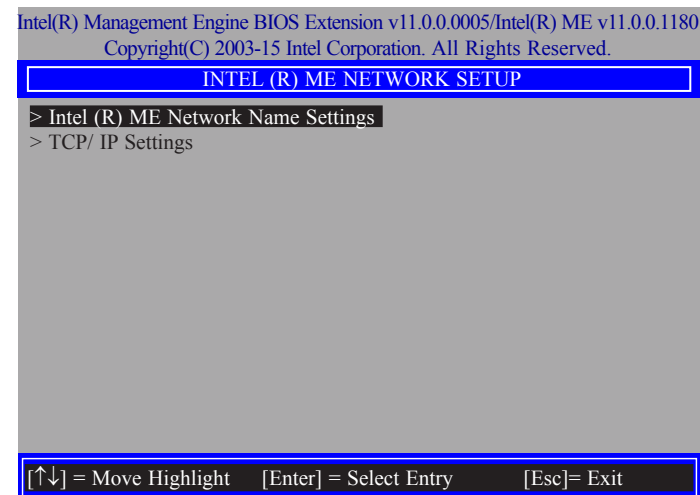 Intel(R) Management Engine BIOS Extension v11.0.0.0005/Intel(R) ME v11.0.0.1180
Copyright(C) 2003-15 Intel Corporation. All Rights Reserved.
INTEL (R) ME NETWORK SETUP
> Intel (R) ME Network Name Settings
> TCP/ IP Settings
[↑↓] = Move Highlight [Enter] = Select Entry [Esc]= Exit